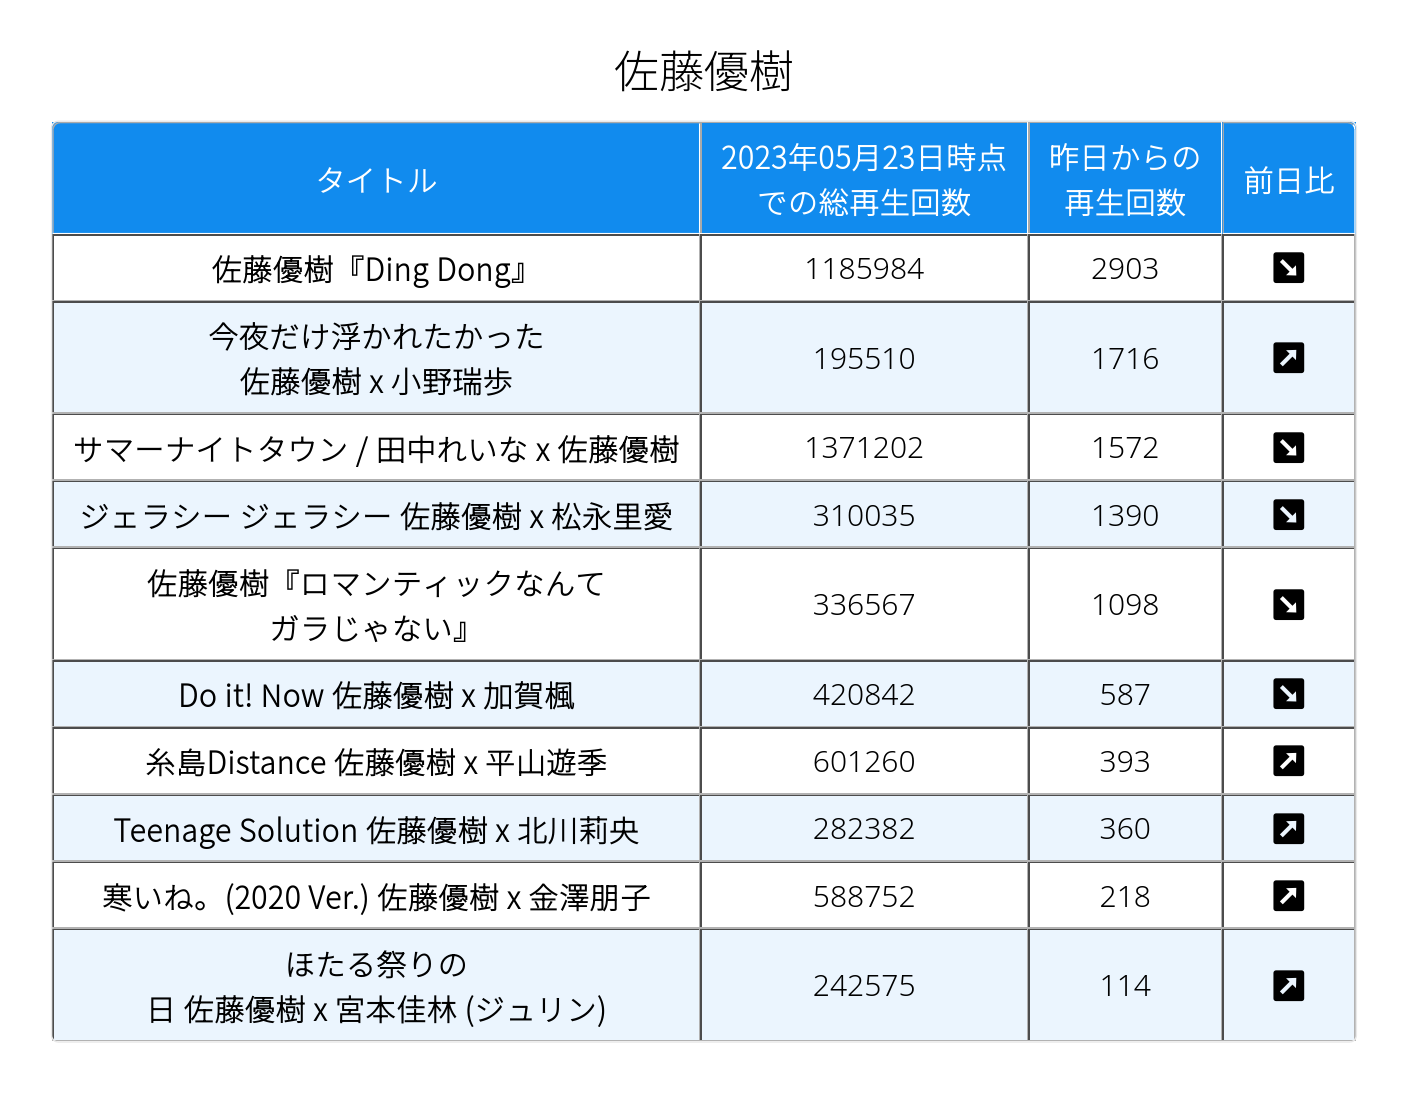 佐藤優樹
タイトル
2023年05月23日時点
での総再生回数
昨日からの
再生回数
前日比
佐藤優樹『Ding Dong』
1185984
2903
今夜だけ浮かれたかった
佐藤優樹 x 小野瑞歩
195510
1716
サマーナイトタウン / 田中れいな x 佐藤優樹
1371202
1572
ジェラシー ジェラシー 佐藤優樹 x 松永里愛
310035
1390
佐藤優樹『ロマンティックなんて
ガラじゃない』
336567
1098
Do it! Now 佐藤優樹 x 加賀楓
420842
587
糸島Distance 佐藤優樹 x 平山遊季
601260
393
Teenage Solution 佐藤優樹 x 北川莉央
282382
360
寒いね。(2020 Ver.) 佐藤優樹 x 金澤朋子
588752
218
ほたる祭りの
日 佐藤優樹 x 宮本佳林 (ジュリン)
242575
114